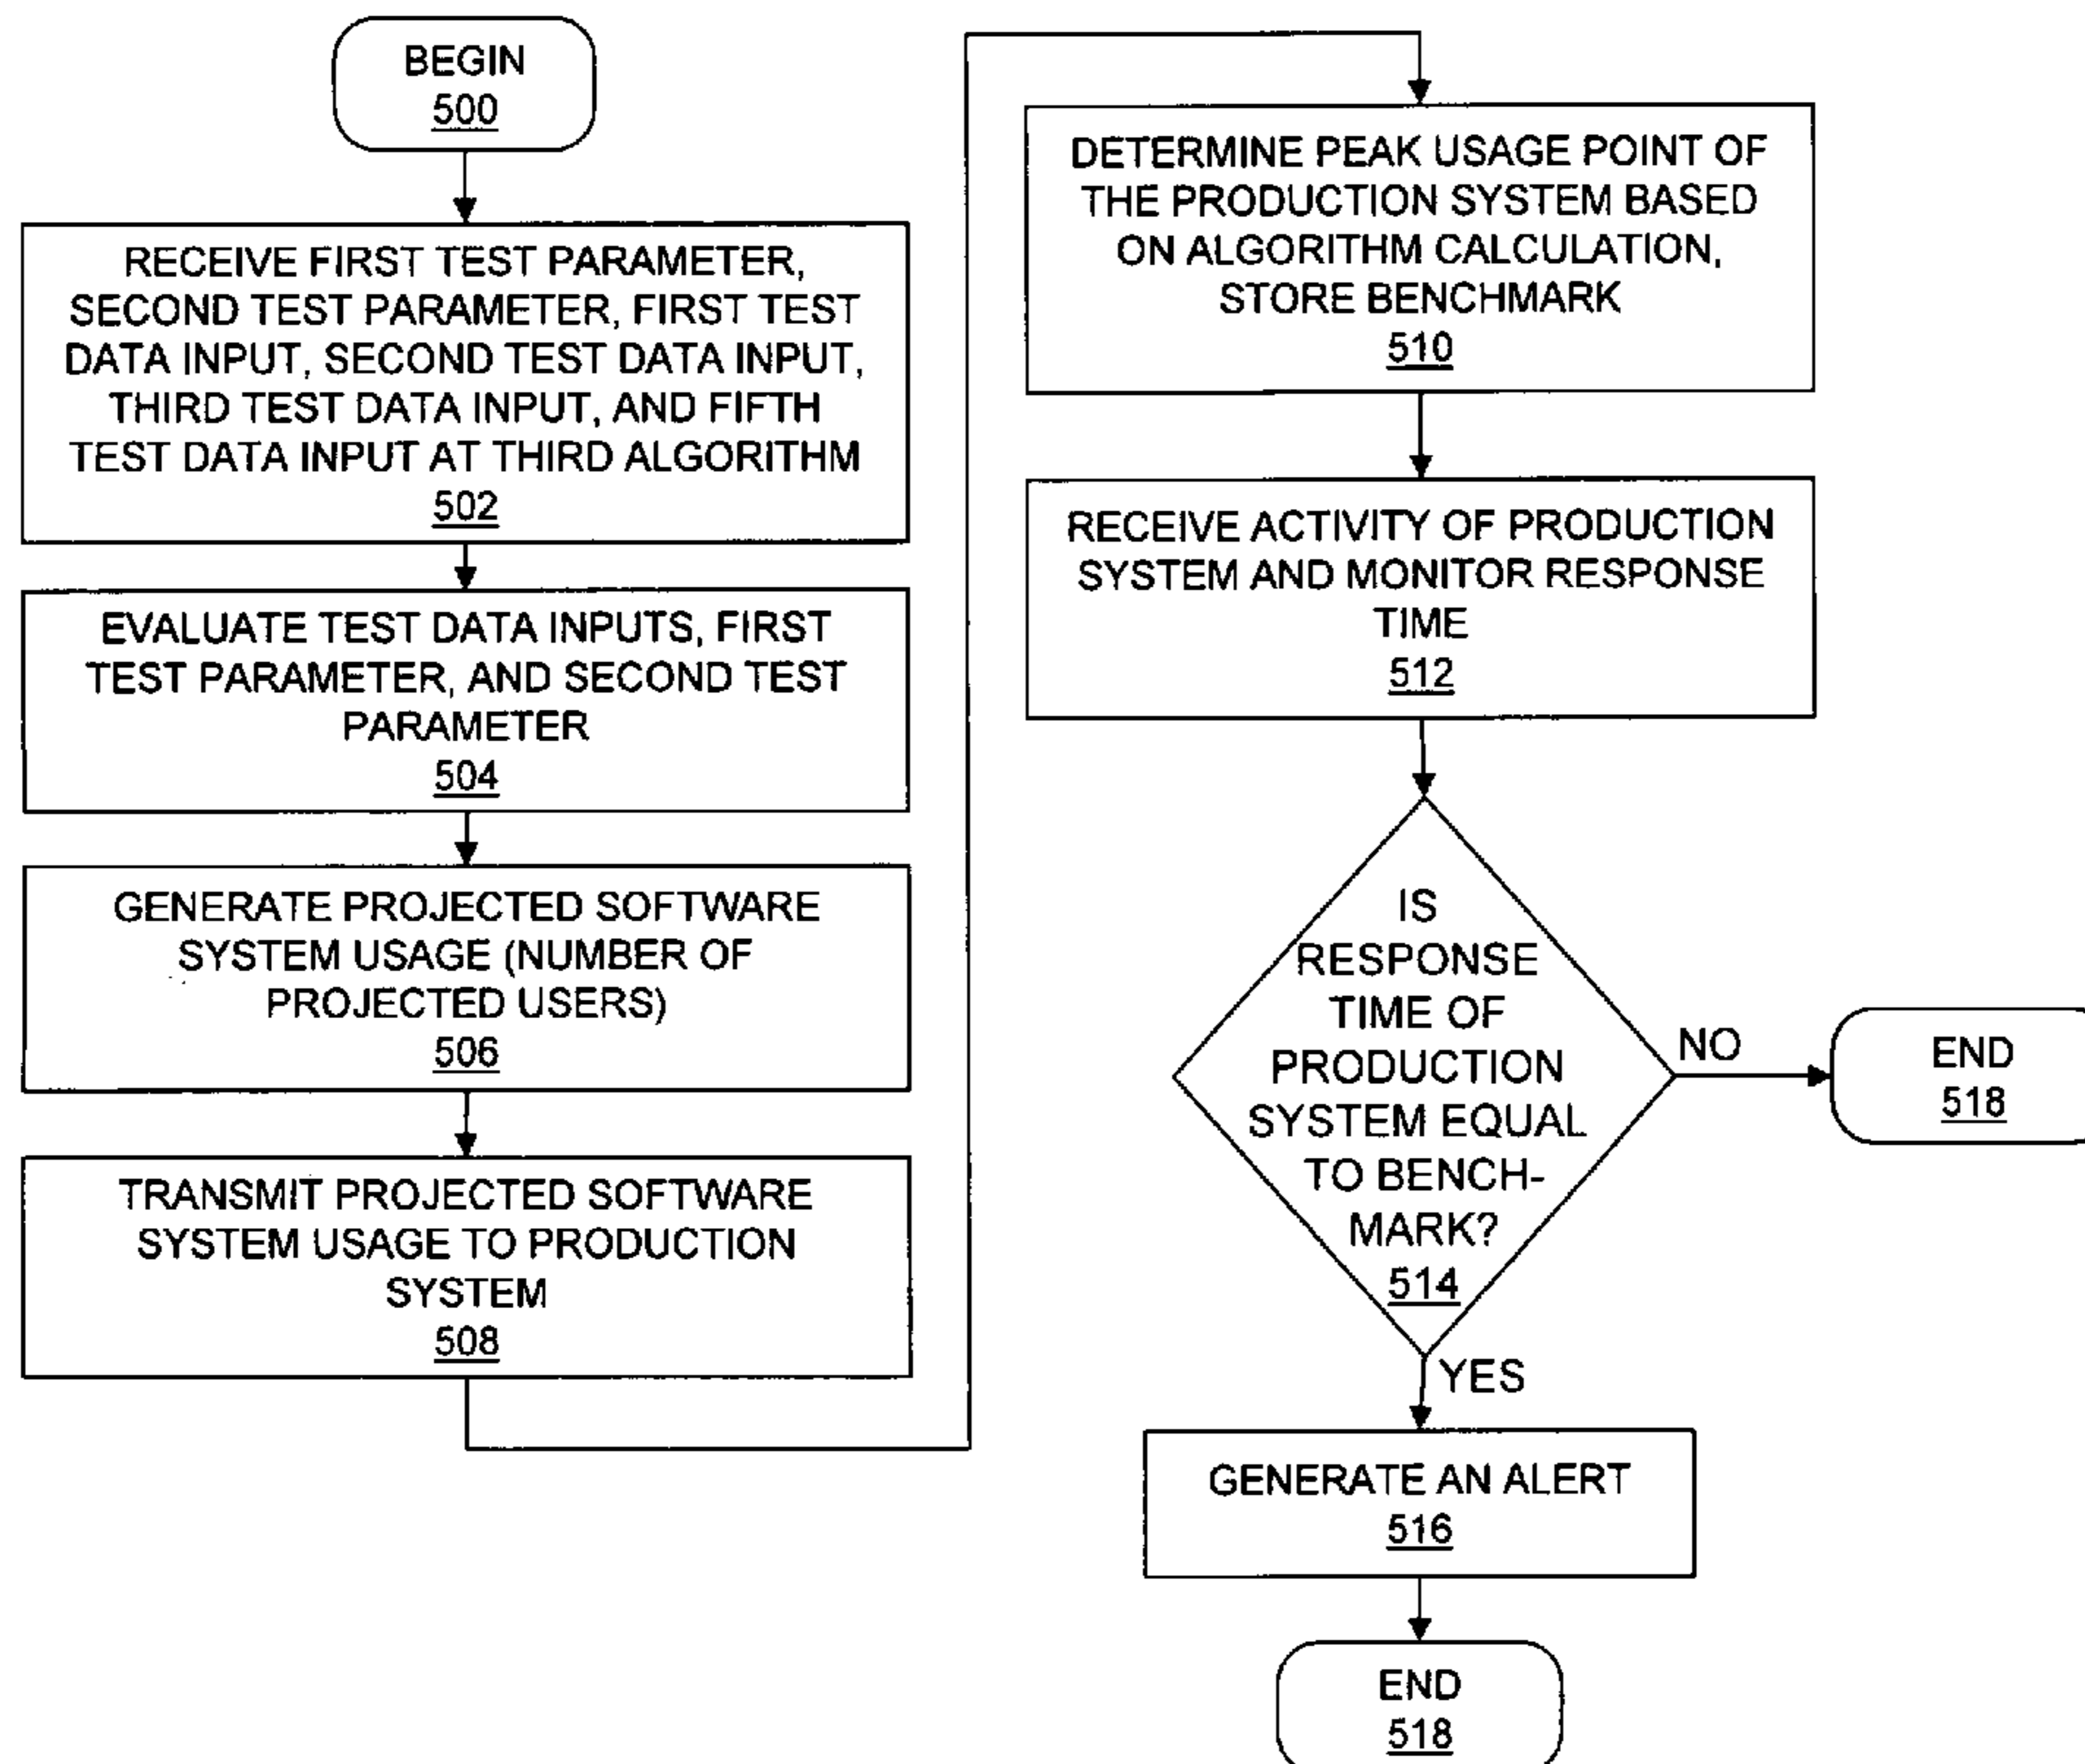 BEGIN
500
RECEIVE FIRST TEST PARAMETER,
SECOND TEST PARAMETER, FIRST TEST
DATA INPUT, SECOND TEST DATA INPUT,
THIRD TEST DATA INPUT, AND FIFTH
TEST DATA INPUT AT THIRD ALGORITHM
502
EVALUATE TEST DATA INPUTS, FIRST
TEST PARAMETER, AND SECOND TEST
PARAMETER
504
GENERATE PROJECTED SOFTWARE
SYSTEM USAGE (NUMBER OF
PROJECTED USERS)
506
TRANSMIT PROJECTED SOFTWARE
SYSTEM USAGE TO PRODUCTION
SYSTEM
508
DETERMINE PEAK USAGE POINT OF
THE PRODUCTION SYSTEM BASED
ON ALGORITHM CALCULATION,
STORE BENCHMARK
510
RECEIVE ACTIVITY OF PRODUCTION
SYSTEM AND MONITOR RESPONSE
TIME
512
IS
RESPONSE
TIME OF
PRODUCTION
SYSTEM EQUAL
TO BENCH-
MARK?
514
NO
END
518
YES
GENERATE AN ALERT
516
END
518